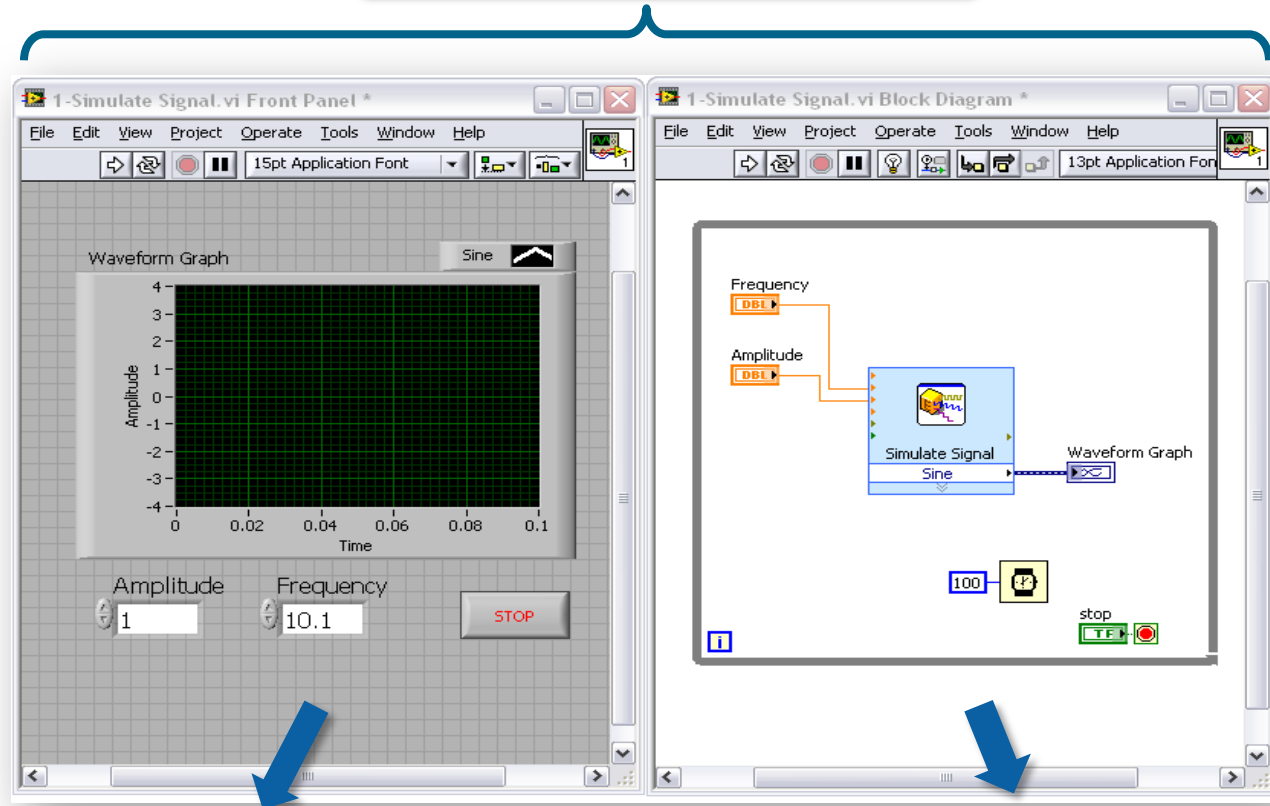 1-Simulate Signal.vi Front Panel *
File Edit View Project Operate Tools Window Help
15pt Application Font
1
Waveform Graph
Sine
4
3
2
1
0
-1
-2
-3
-4
Amplitude
0 0.02 0.04 0.06 0.08 0.1
Time
Amplitude Frequency
1 10.1 STOP
1-Simulate Signal.vi Block Diagram *
File Edit View Project Operate Tools Window Help
13pt Application Fon
1
Frequency
DBL
Amplitude
DBL
Simulate Signal
Sine
Waveform Graph
100
stop
TF
i